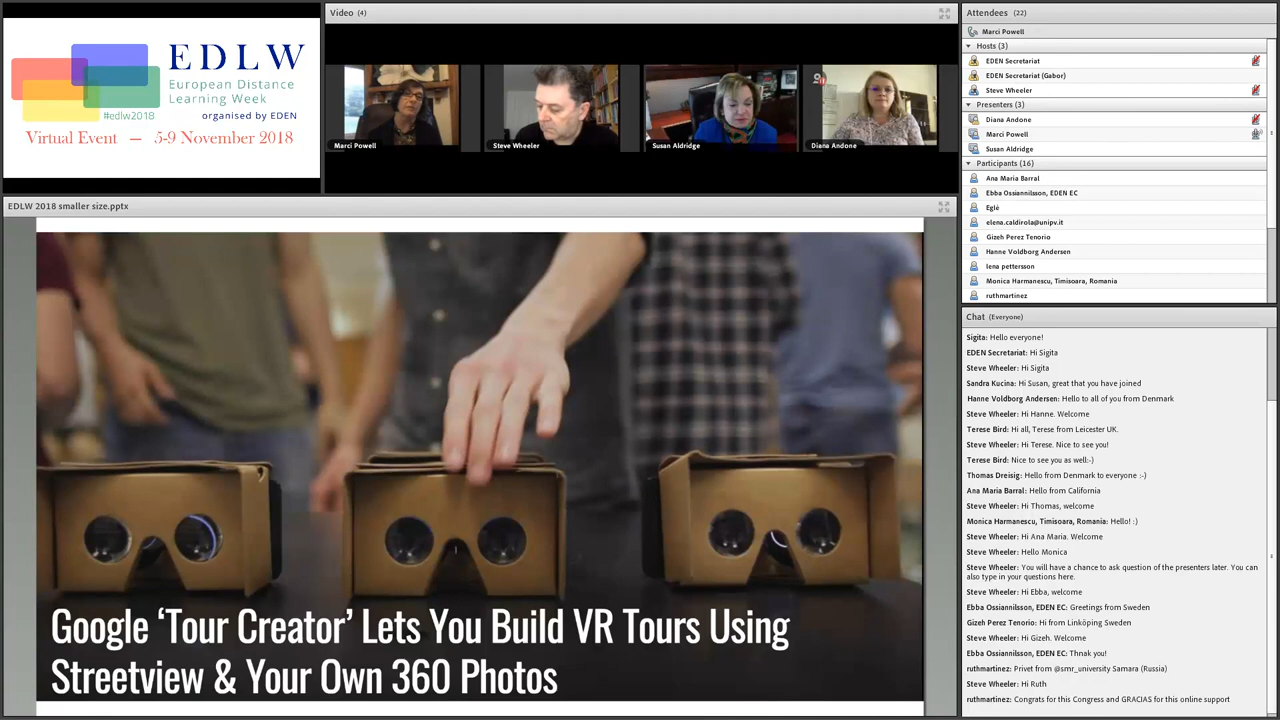 EDLW
European Distance
Learning Week
#edlw2018
organised by EDEN
Virtual Event — 5-9 November 2018
Video (4)
Marci Powell
Steve Wheeler
Susan Aldridge
Diana Andone
EDLW 2018 smaller size.pptx
Google ‘Tour Creator’ Lets You Build VR Tours Using
Streetview & Your Own 360 Photos
Attendees (22)
Marci Powell
Hosts (3)
EDEN Secretariat
EDEN Secretariat (Gabor)
Steve Wheeler
Presenters (3)
Diana Andone
Marci Powell
Susan Aldridge
Participants (16)
Ana Maria Barral
Ebba Ossiannilsson, EDEN EC
Eglé
elena.caldirola@unipv.it
Gizeh Perez Tenorio
Hanne Voldborg Andersen
lena pettersson
Monica Harmanescu, Timisoara, Romania
ruthmartinez
Chat (Everyone)
Sigita: Hello everyone!
EDEN Secretariat: Hi Sigita
Steve Wheeler: Hi Sigita
Sandra Kucina: Hi Susan, great that you have joined
Hanne Voldborg Andersen: Hello to all of you from Denmark
Steve Wheeler: Hi Hanne. Welcome
Terese Bird: Hi all, Terese from Leicester UK.
Steve Wheeler: Hi Terese. Nice to see you!
Terese Bird: Nice to see you as well:-)
Thomas Dreisig: Hello from Denmark to everyone :-)
Ana Maria Barral: Hello from California
Steve Wheeler: Hi Thomas, welcome
Monica Harmanescu, Timisoara, Romania: Hello! :)
Steve Wheeler: Hi Ana Maria. Welcome
Steve Wheeler: Hello Monica
Steve Wheeler: You will have a chance to ask question of the presenters later. You can
also type in your questions here.
Steve Wheeler: Hi Ebba, welcome
Ebba Ossiannilsson, EDEN EC: Greetings from Sweden
Gizeh Perez Tenorio: Hi from Linköping Sweden
Steve Wheeler: Hi Gizeh. Welcome
Ebba Ossiannilsson, EDEN EC: Thnak you!
ruthmartinez: Privet from @smr_university Samara (Russia)
Steve Wheeler: Hi Ruth
ruthmartinez: Congrats for this Congress and GRACIAS for this online support